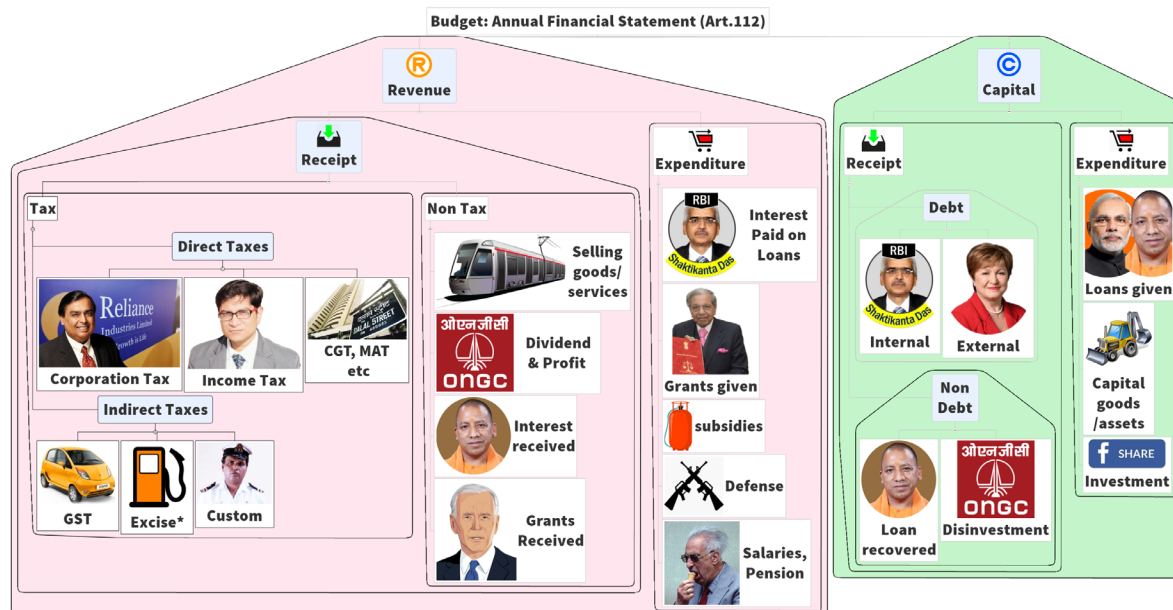 Budget: Annual Financial Statement (Art.112)
R
Revenue
Receipt
Tax
Direct Taxes
Reliance
Industries Limited
Growth is Life
Corporation Tax
Income Tax
DALAL STREET
CGT, MAT
etc
Indirect Taxes
GST
Excise*
Custom
Non Tax
Selling
goods/
services
ओएनजीसी
ONGC
Dividend
& Profit
Interest
received
Grants
Received
Expenditure
RBI
Shaktikanta Das
Interest
Paid on
Loans
Grants given
subsidies
Defense
Salaries,
Pension
C
Capital
Receipt
Debt
RBI
Shaktikanta Das
Internal
External
Non
Debt
Loan
recovered
ओएनजीसी
ONGC
Disinvestment
Expenditure
Loans given
Capital
goods
/assets
f SHARE
Investment